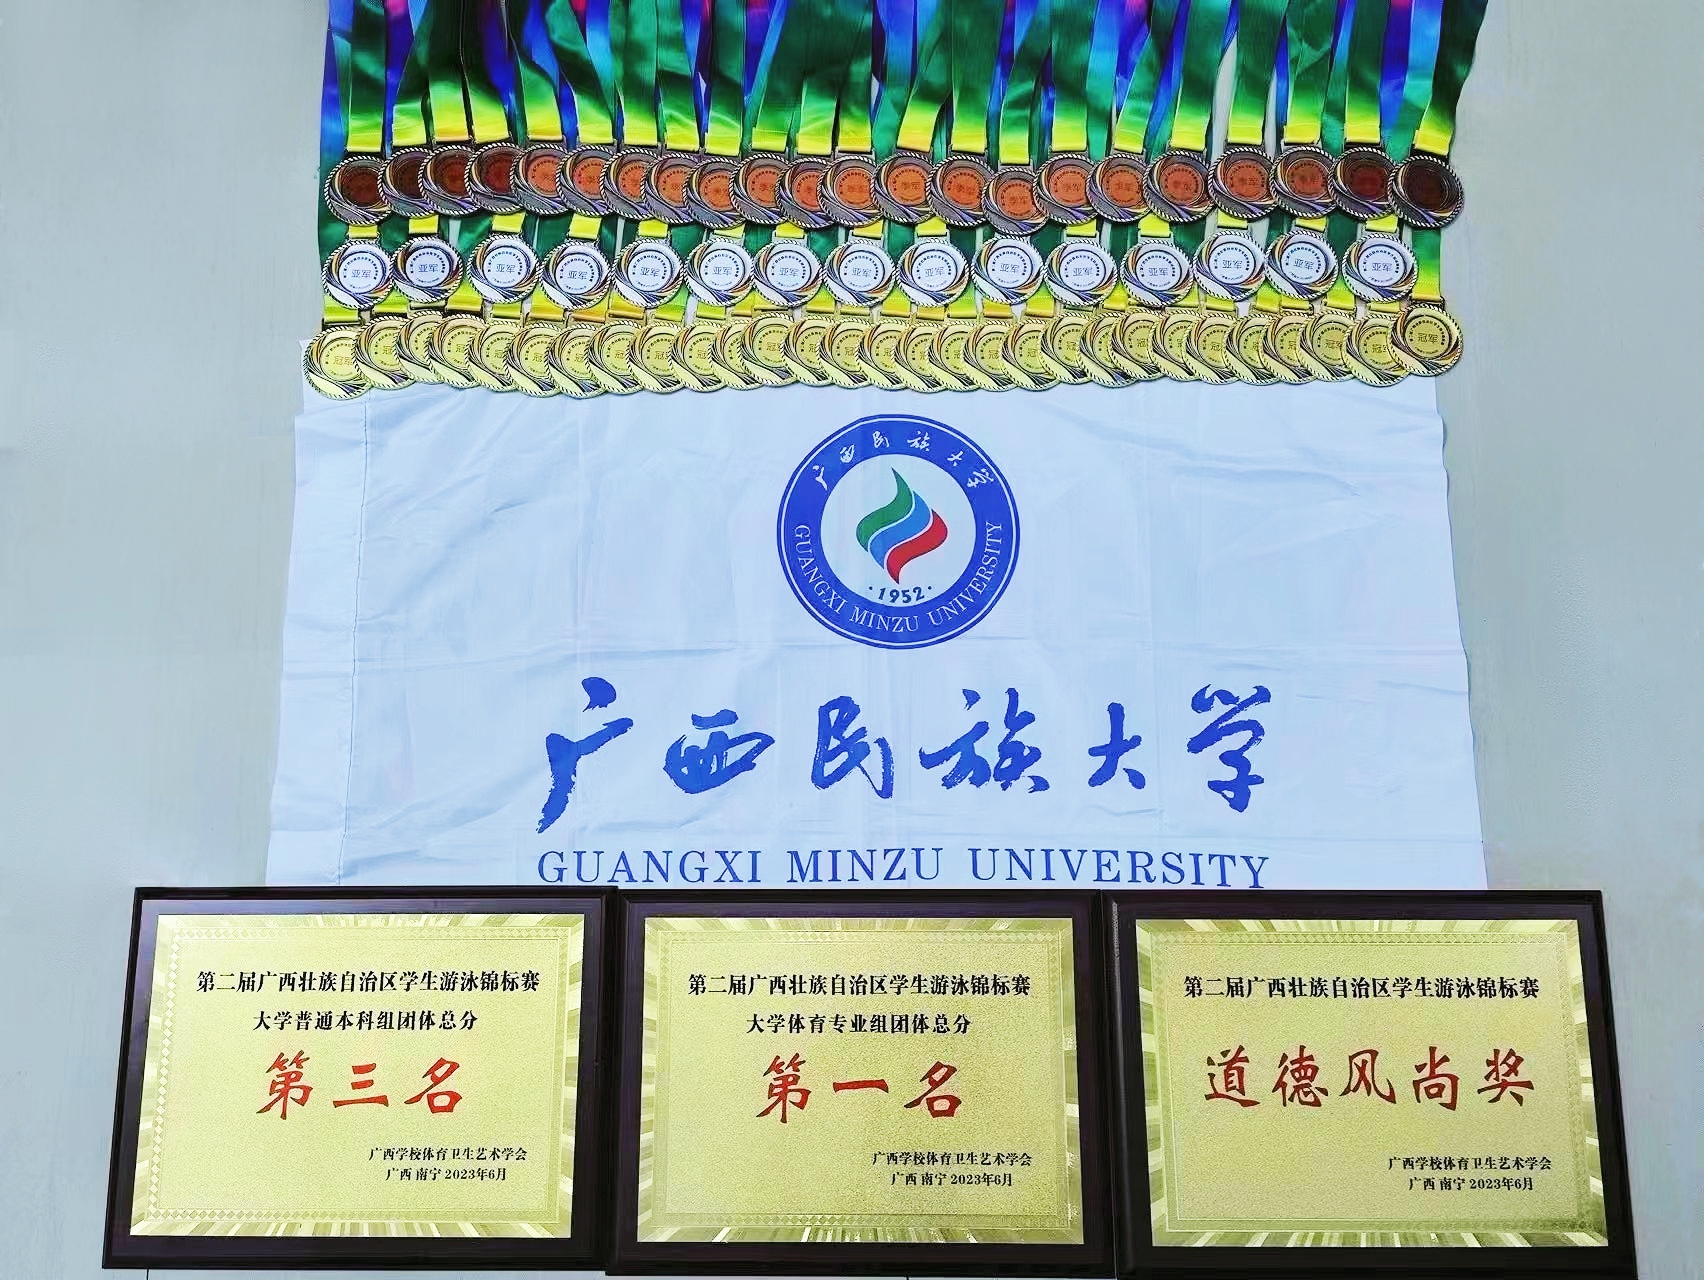 季军
亚军
冠军
广西民族大学
·1952·
GUANGXI MINZU UNIVERSITY
广西民族大学
GUANGXI MINZU UNIVERSITY
第二届广西壮族自治区学生游泳锦标赛
大学普通本科组团体总分
第三名
广西学校体育卫生艺术学会
广西 南宁 2023年6月
第二届广西壮族自治区学生游泳锦标赛
大学体育专业组团体总分
第一名
广西学校体育卫生艺术学会
广西 南宁 2023年6月
第二届广西壮族自治区学生游泳锦标赛
道德风尚奖
广西学校体育卫生艺术学会
广西 南宁 2023年6月